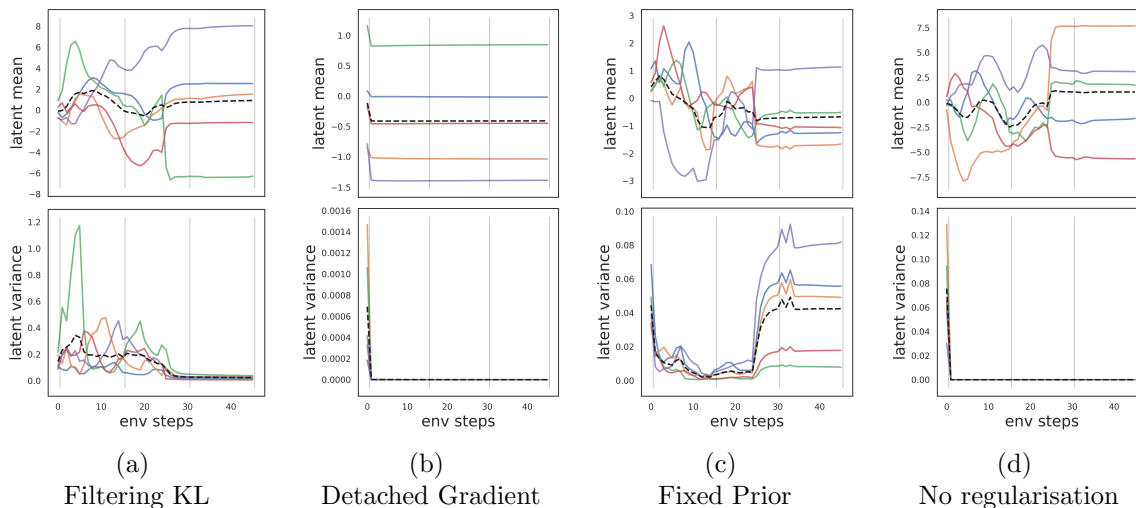 latent mean
8
6
4
2
0
−2
−4
−6
−8
1.0
0.5
0.0
−0.5
−1.0
−1.5
latent mean
3
2
1
0
−1
−2
−3
latent mean
7.5
5.0
2.5
0.0
−2.5
−5.0
−7.5
latent mean
latent variance
1.2
1.0
0.8
0.6
0.4
0.2
0.0
latent variance
0.0016
0.0014
0.0012
0.0010
0.0008
0.0006
0.0004
0.0002
0.0000
latent variance
0.10
0.08
0.06
0.04
0.02
0.00
latent variance
0.14
0.12
0.10
0.08
0.06
0.04
0.02
0.00
0 10 20 30 40
0 10 20 30 40
0 10 20 30 40
0 10 20 30 40
env steps
env steps
env steps
env steps
(a)
(b)
(c)
(d)
Filtering KL
Detached Gradient
Fixed Prior
No regularisation